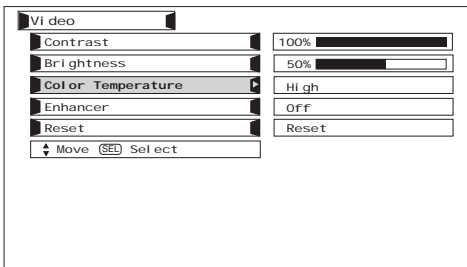 Video
Contrast 100%
Brightness 50%
Color Temperature High
Enhancer Off
Reset Reset
Move SEL Select